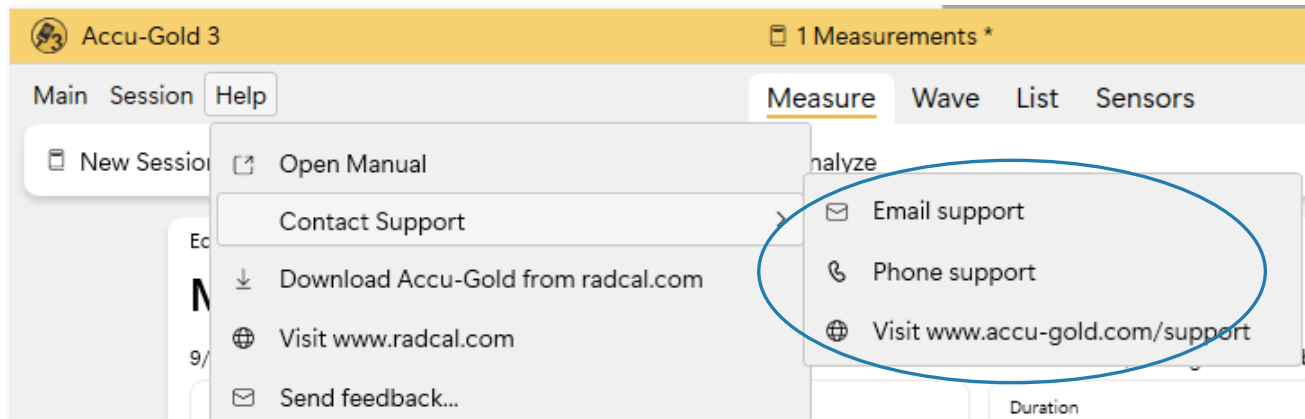 Accu-Gold 3
1 Measurements *
Main Session Help
Measure Wave List Sensors
New Session
Open Manual
Contact Support
Download Accu-Gold from radcal.com
Visit www.radcal.com
Send feedback...
nalyze
Email support
Phone support
Visit www.accu-gold.com/support
Ec
9/
Duration